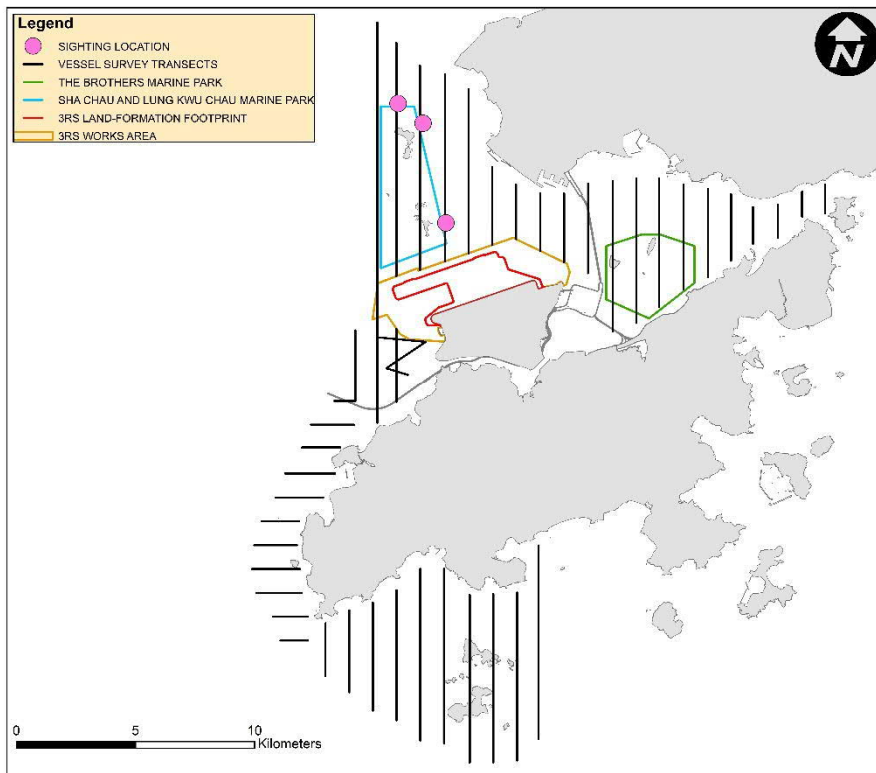 Legend
SIGHTING LOCATION
VESSEL SURVEY TRANSECTS
THE BROTHERS MARINE PARK
SHA CHAU AND LUNG KWU CHAU MARINE PARK
3RS LAND-FORMATION FOOTPRINT
3RS WORKS AREA
N
0 5 10
Kilometers